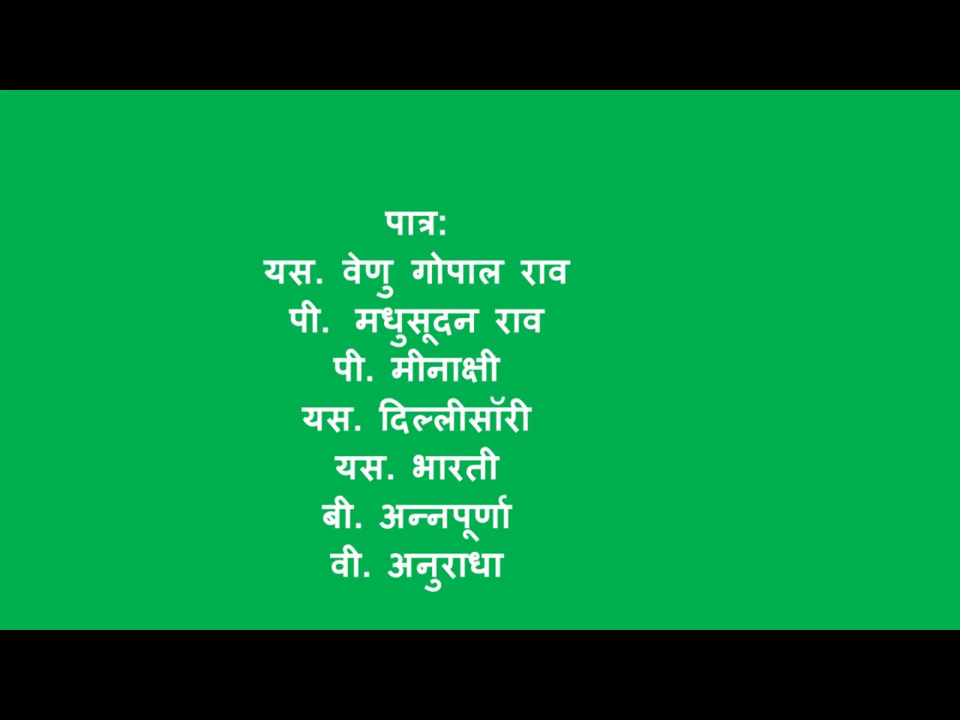 पात्र:
यस. वेणु गोपाल राव
पी. मधुसूदन राव
पी. मीनाक्षी
यस. दिल्लीसॉरी
यस. भारती
बी. अन्नपूर्णा
वी. अनुराधा